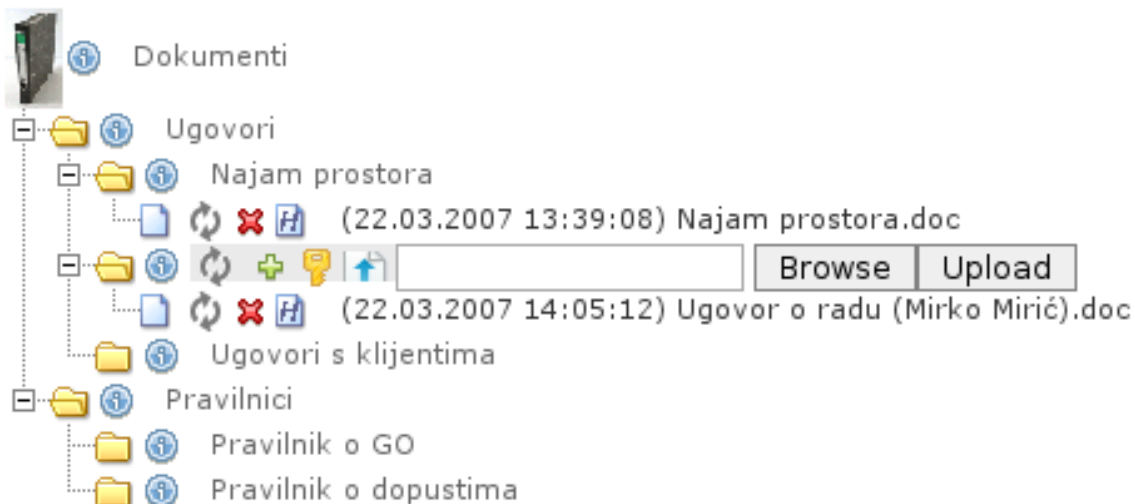 Dokumenti
Ugovori
Najam prostora
(22.03.2007 13:39:08) Najam prostora.doc
Browse Upload
(22.03.2007 14:05:12) Ugovor o radu (Mirko Mirić).doc
Ugovori s klijentima
Pravilnici
Pravilnik o GO
Pravilnik o dopustima